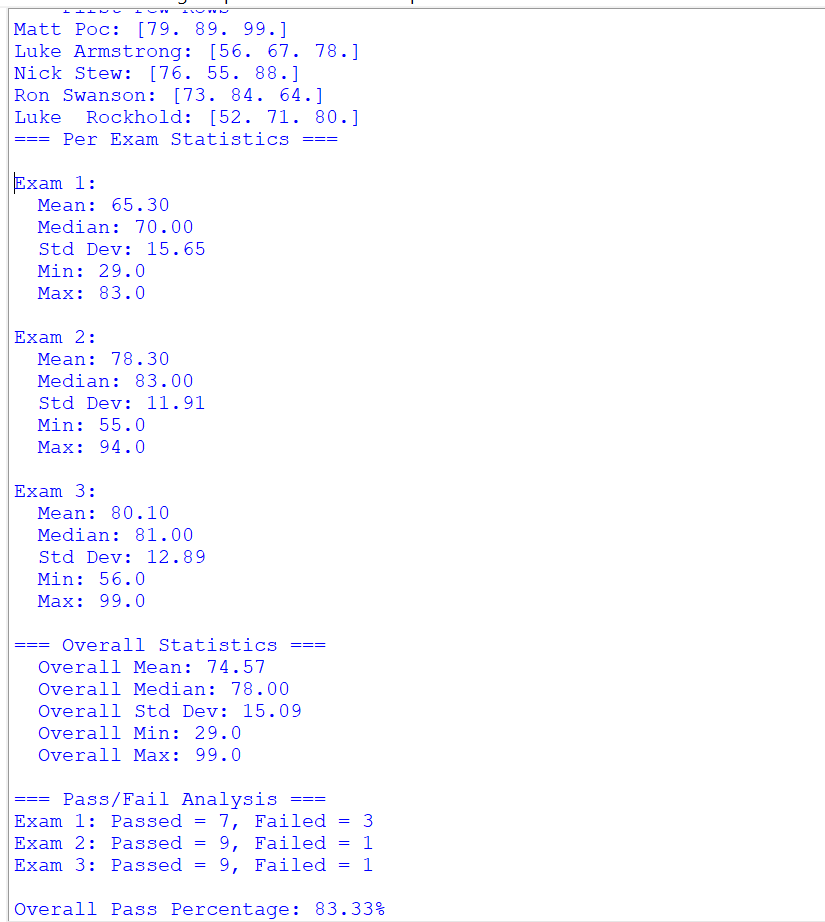 First Few Rows
Matt Poc: [79. 89. 99.]
Luke Armstrong: [56. 67. 78.]
Nick Stew: [76. 55. 88.]
Ron Swanson: [73. 84. 64.]
Luke  Rockhold: [52. 71. 80.]
=== Per Exam Statistics ===
Exam 1:
Mean: 65.30
Median: 70.00
Std Dev: 15.65
Min: 29.0
Max: 83.0
Exam 2:
Mean: 78.30
Median: 83.00
Std Dev: 11.91
Min: 55.0
Max: 94.0
Exam 3:
Mean: 80.10
Median: 81.00
Std Dev: 12.89
Min: 56.0
Max: 99.0
=== Overall Statistics ===
Overall Mean: 74.57
Overall Median: 78.00
Overall Std Dev: 15.09
Overall Min: 29.0
Overall Max: 99.0
=== Pass/Fail Analysis ===
Exam 1: Passed = 7, Failed = 3
Exam 2: Passed = 9, Failed = 1
Exam 3: Passed = 9, Failed = 1
Overall Pass Percentage: 83.33%